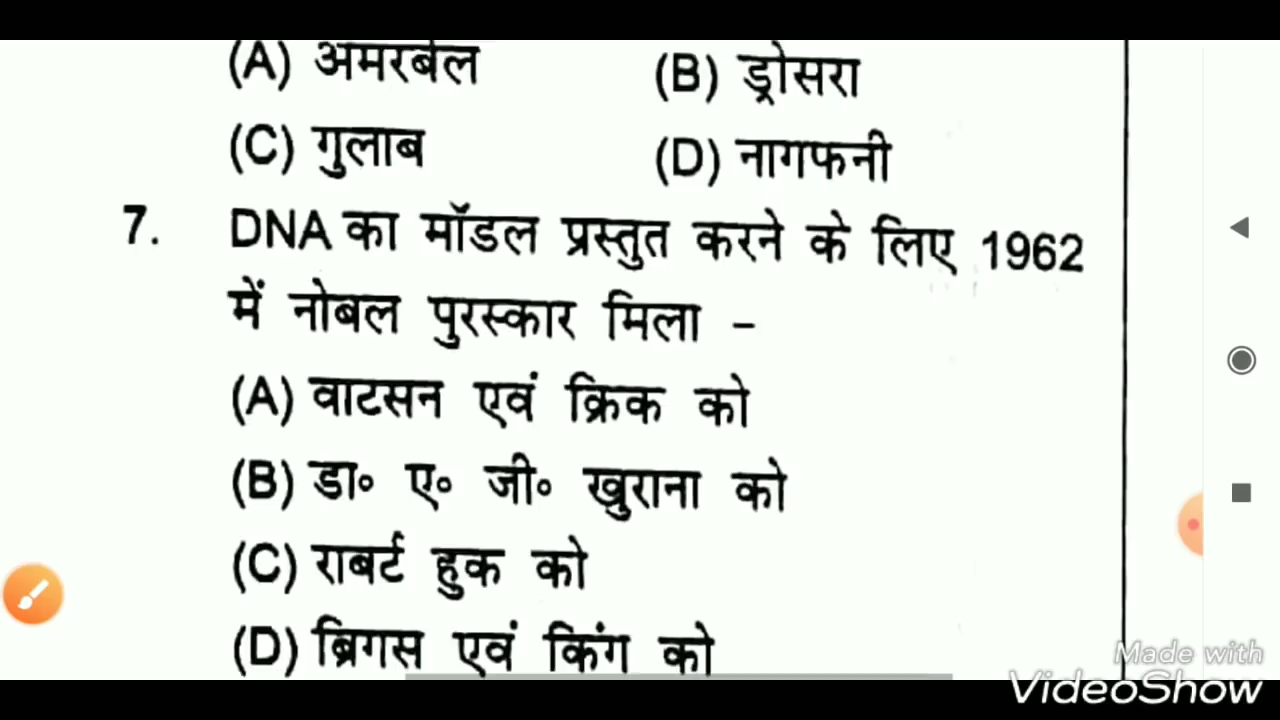 (A) अमरबेल (B) ड्रोसरा
(C) गुलाब (D) नागफनी
7. DNA का मॉडल प्रस्तुत करने के लिए 1962
में नोबल पुरस्कार मिला –
(A) वाटसन एवं क्रिक को
(B) डा॰ ए॰ जी॰ खुराना को
(C) राबर्ट हुक को
(D) ब्रिगस एवं किंग को
Made with
VideoShow